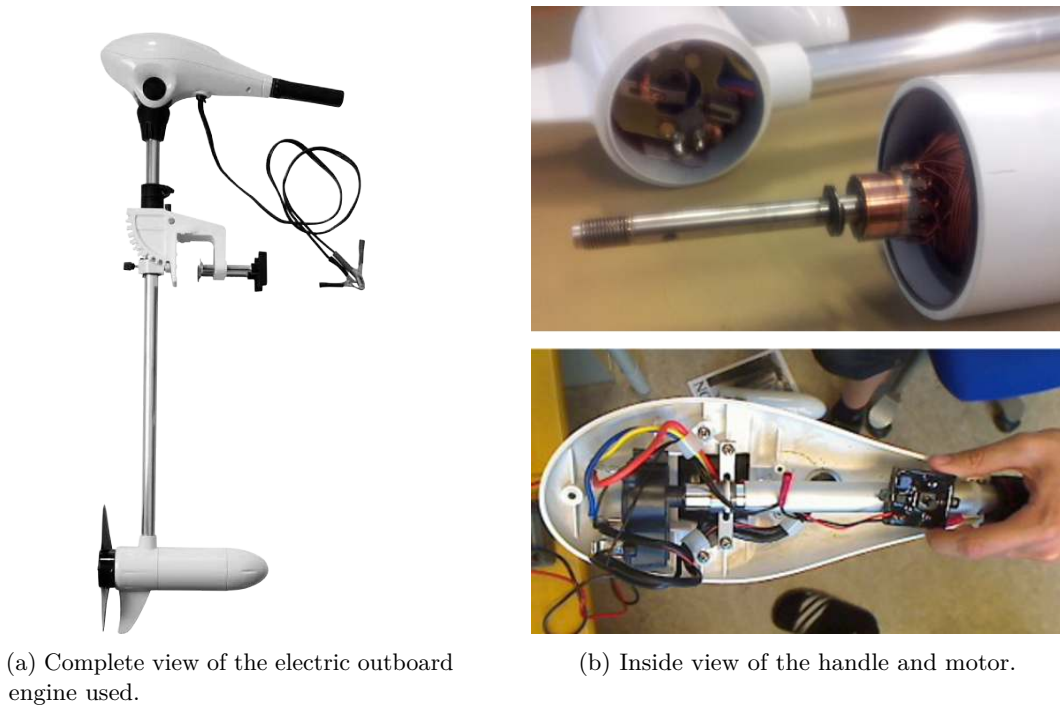 (a) Complete view of the electric outboard
engine used.
(b) Inside view of the handle and motor.